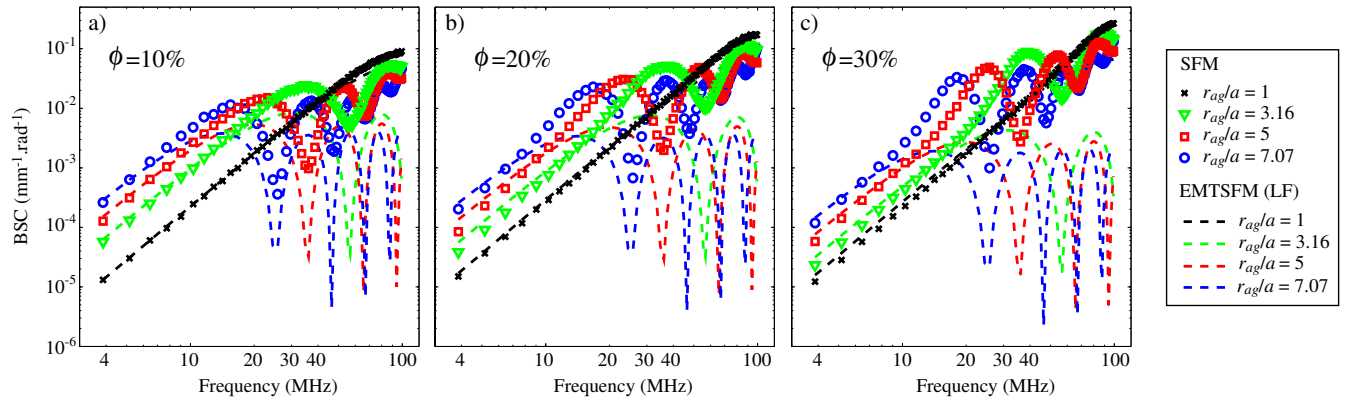 a)
ϕ=10%
BSC (mm⁻¹.rad⁻¹)
10⁻¹
10⁻²
10⁻³
10⁻⁴
10⁻⁵
10⁻⁶
4 10 20 30 40 100
Frequency (MHz)
b)
ϕ=20%
4 10 20 30 40 100
Frequency (MHz)
c)
ϕ=30%
4 10 20 30 40 100
Frequency (MHz)
SFM
r_ag/a = 1
r_ag/a = 3.16
r_ag/a = 5
r_ag/a = 7.07
EMTSFM (LF)
r_ag/a = 1
r_ag/a = 3.16
r_ag/a = 5
r_ag/a = 7.07